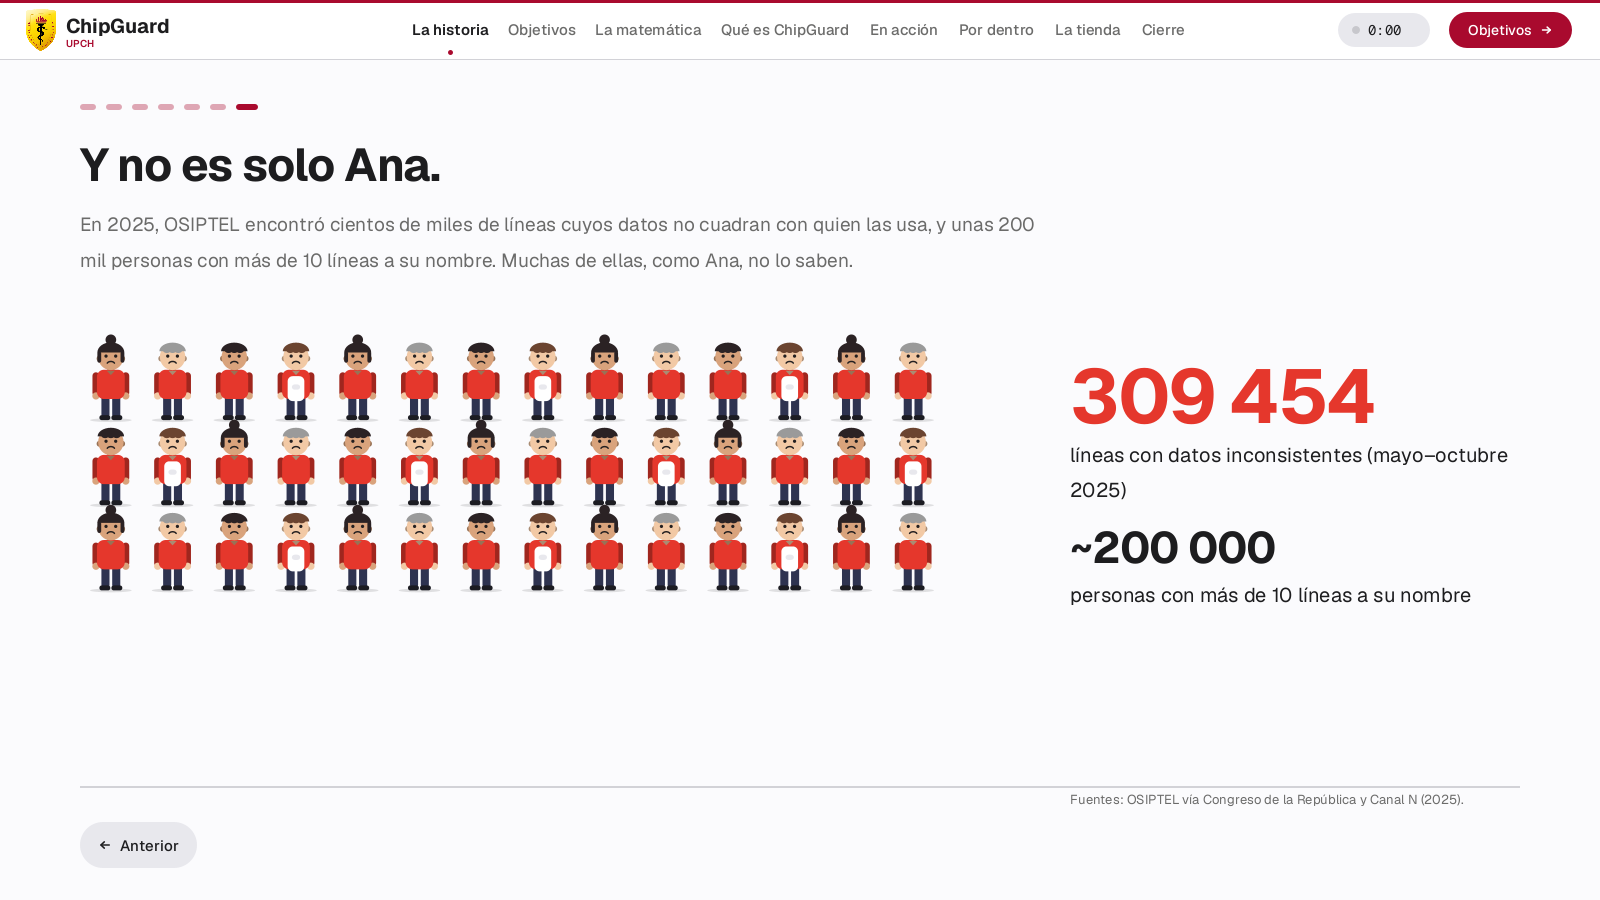 ChipGuard
UPCH
La historia
Objetivos
La matemática
Qué es ChipGuard
En acción
Por dentro
La tienda
Cierre
0:00
Objetivos →
Y no es solo Ana.
En 2025, OSIPTEL encontró cientos de miles de líneas cuyos datos no cuadran con quien las usa, y unas 200
mil personas con más de 10 líneas a su nombre. Muchas de ellas, como Ana, no lo saben.
309 454
líneas con datos inconsistentes (mayo–octubre
2025)
~200 000
personas con más de 10 líneas a su nombre
Fuentes: OSIPTEL vía Congreso de la República y Canal N (2025).
← Anterior